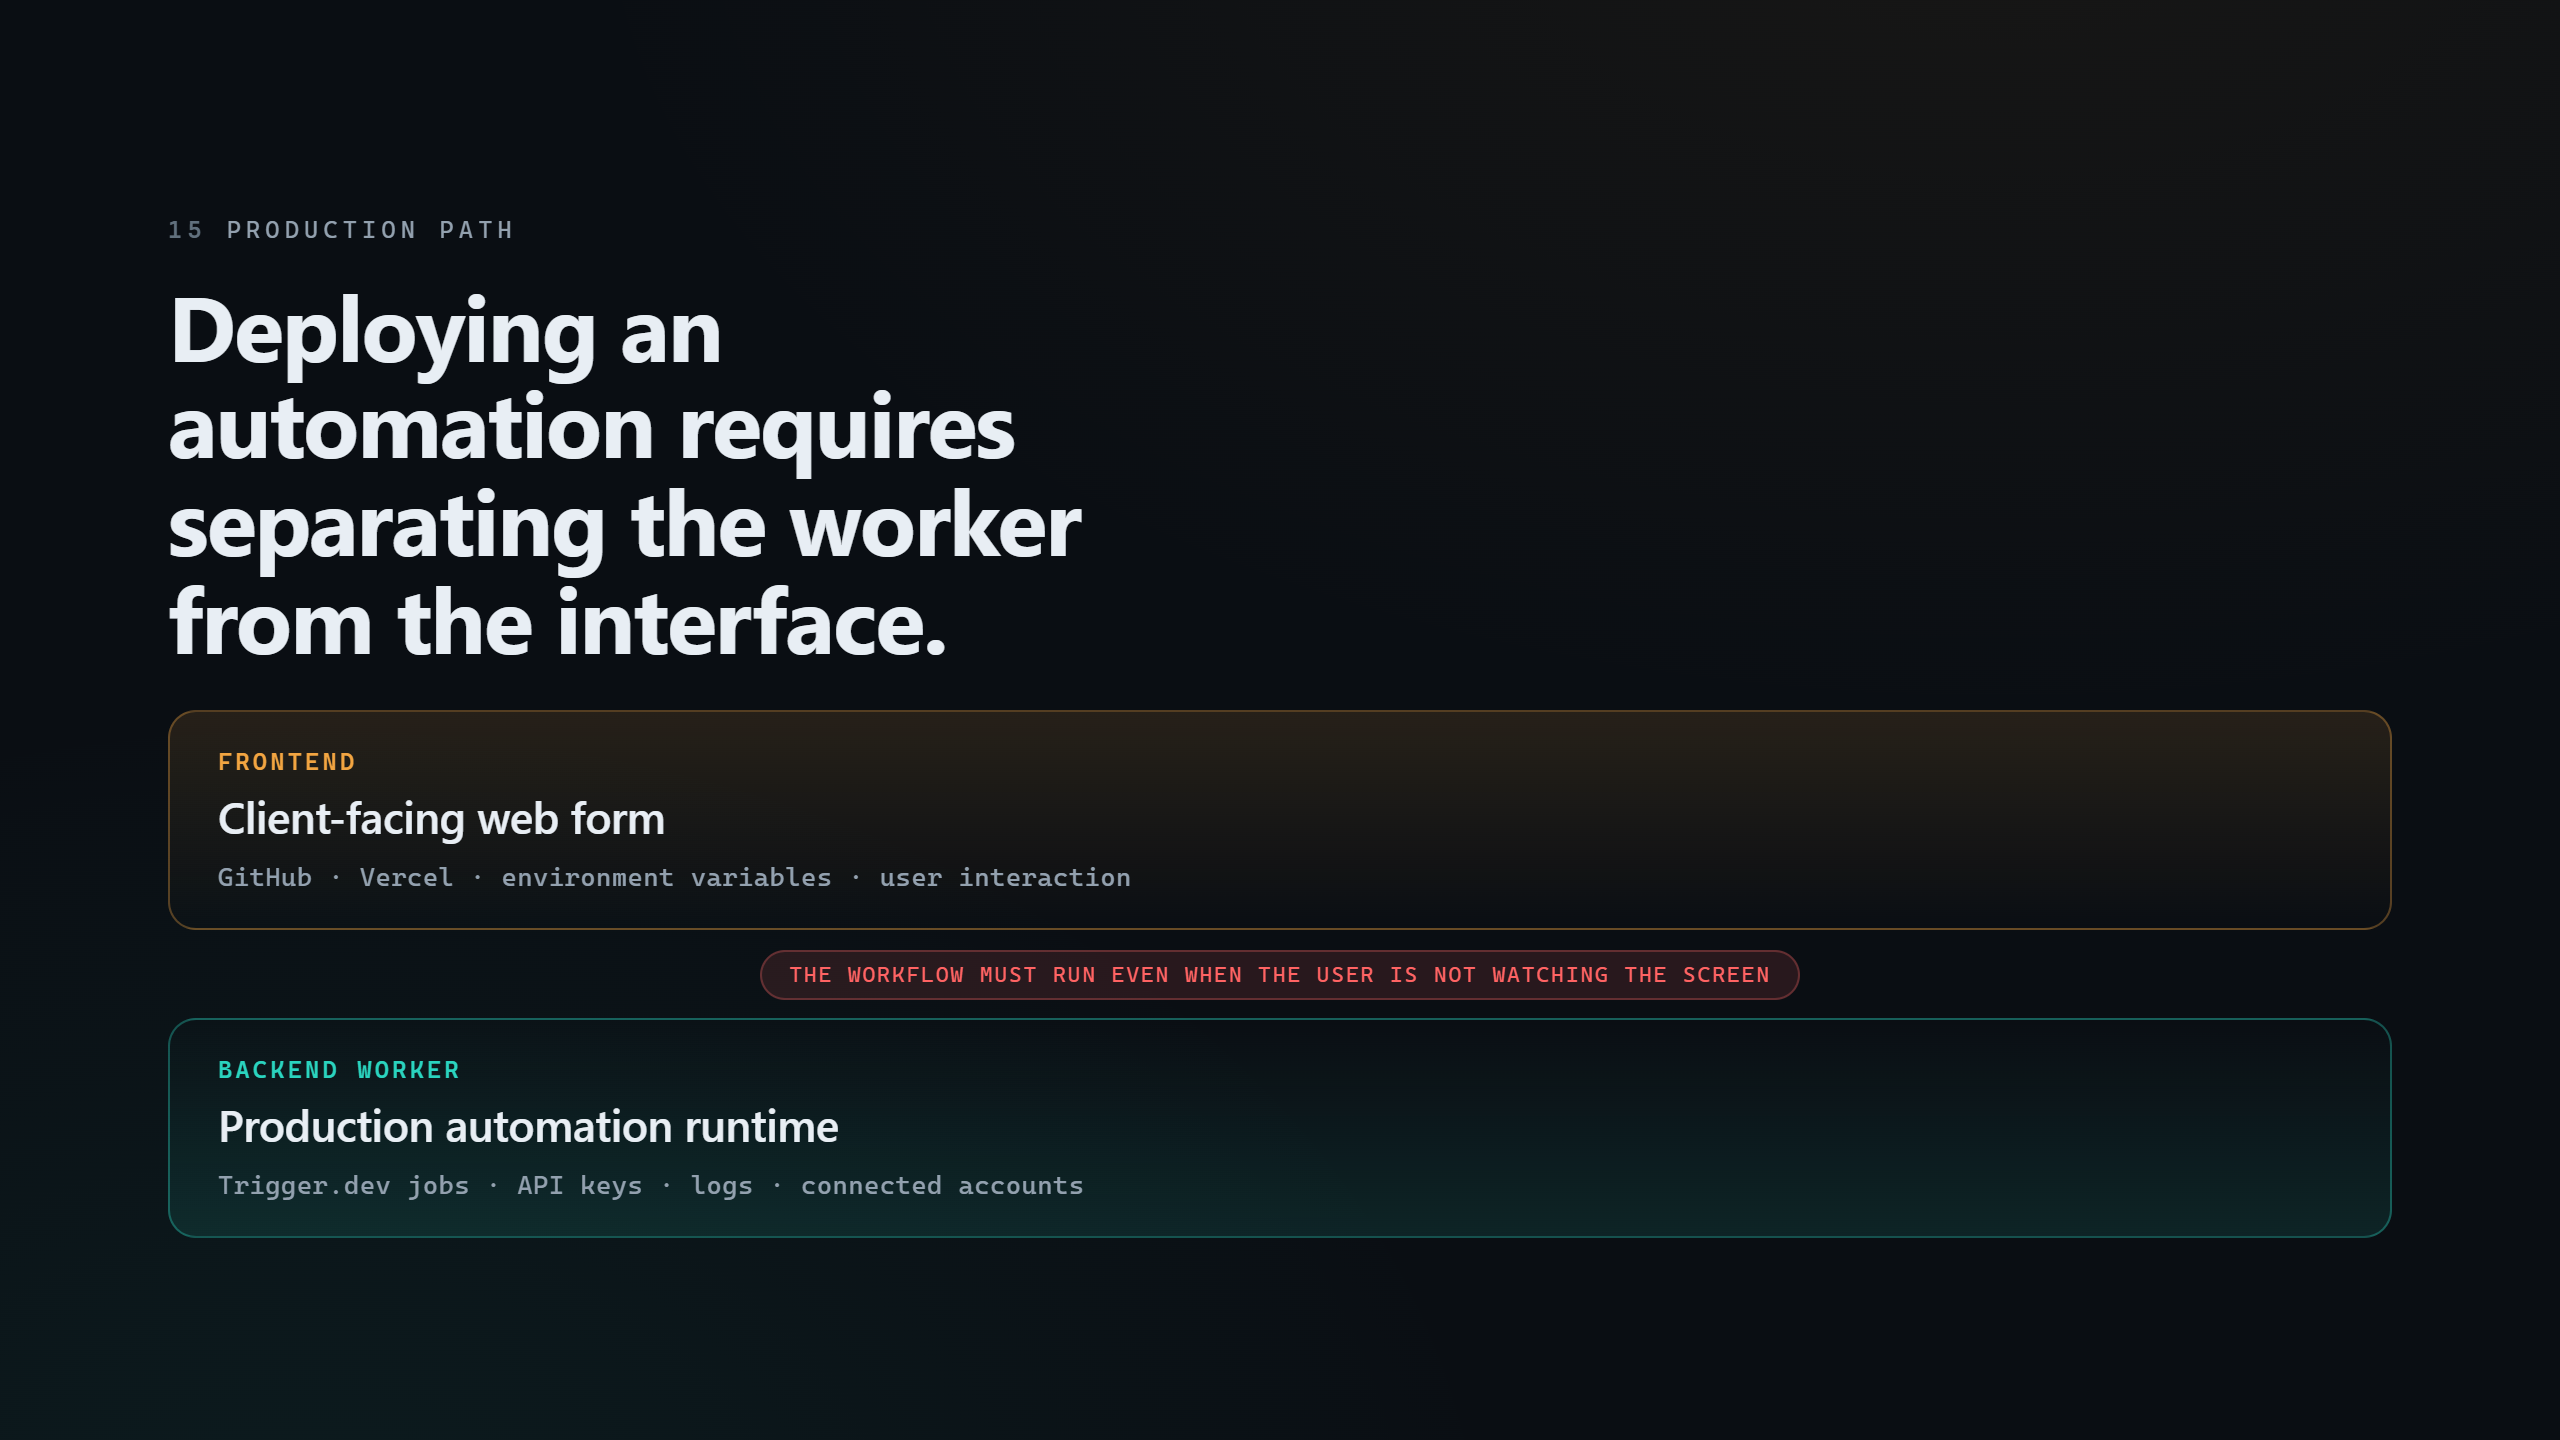 15 PRODUCTION PATH
Deploying an
automation requires
separating the worker
from the interface.
FRONTEND
Client-facing web form
GitHub · Vercel · environment variables · user interaction
THE WORKFLOW MUST RUN EVEN WHEN THE USER IS NOT WATCHING THE SCREEN
BACKEND WORKER
Production automation runtime
Trigger.dev jobs · API keys · logs · connected accounts